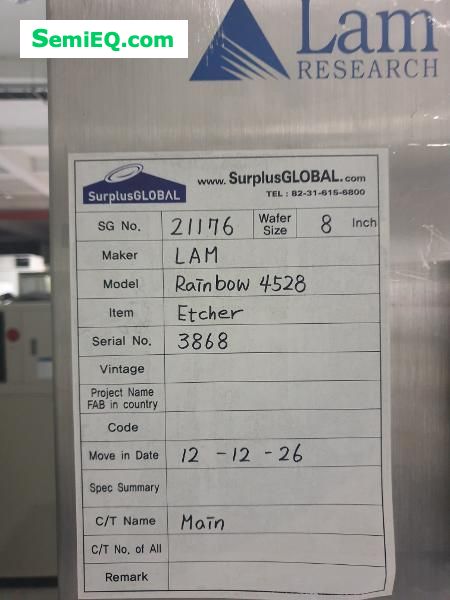 SemiEQ.com
Lam
RESEARCH
SurplusGLOBAL
www. SurplusGLOBAL.com
TEL : 82-31-615-6800
SG No. 21176 Wafer Size 8 Inch
Maker LAM
Model Rainbow 4528
Item Etcher
Serial No. 3868
Vintage
Project Name
FAB in country
Code
Move in Date 12 -12 -26
Spec Summary
C/T Name Main
C/T No. of All
Remark